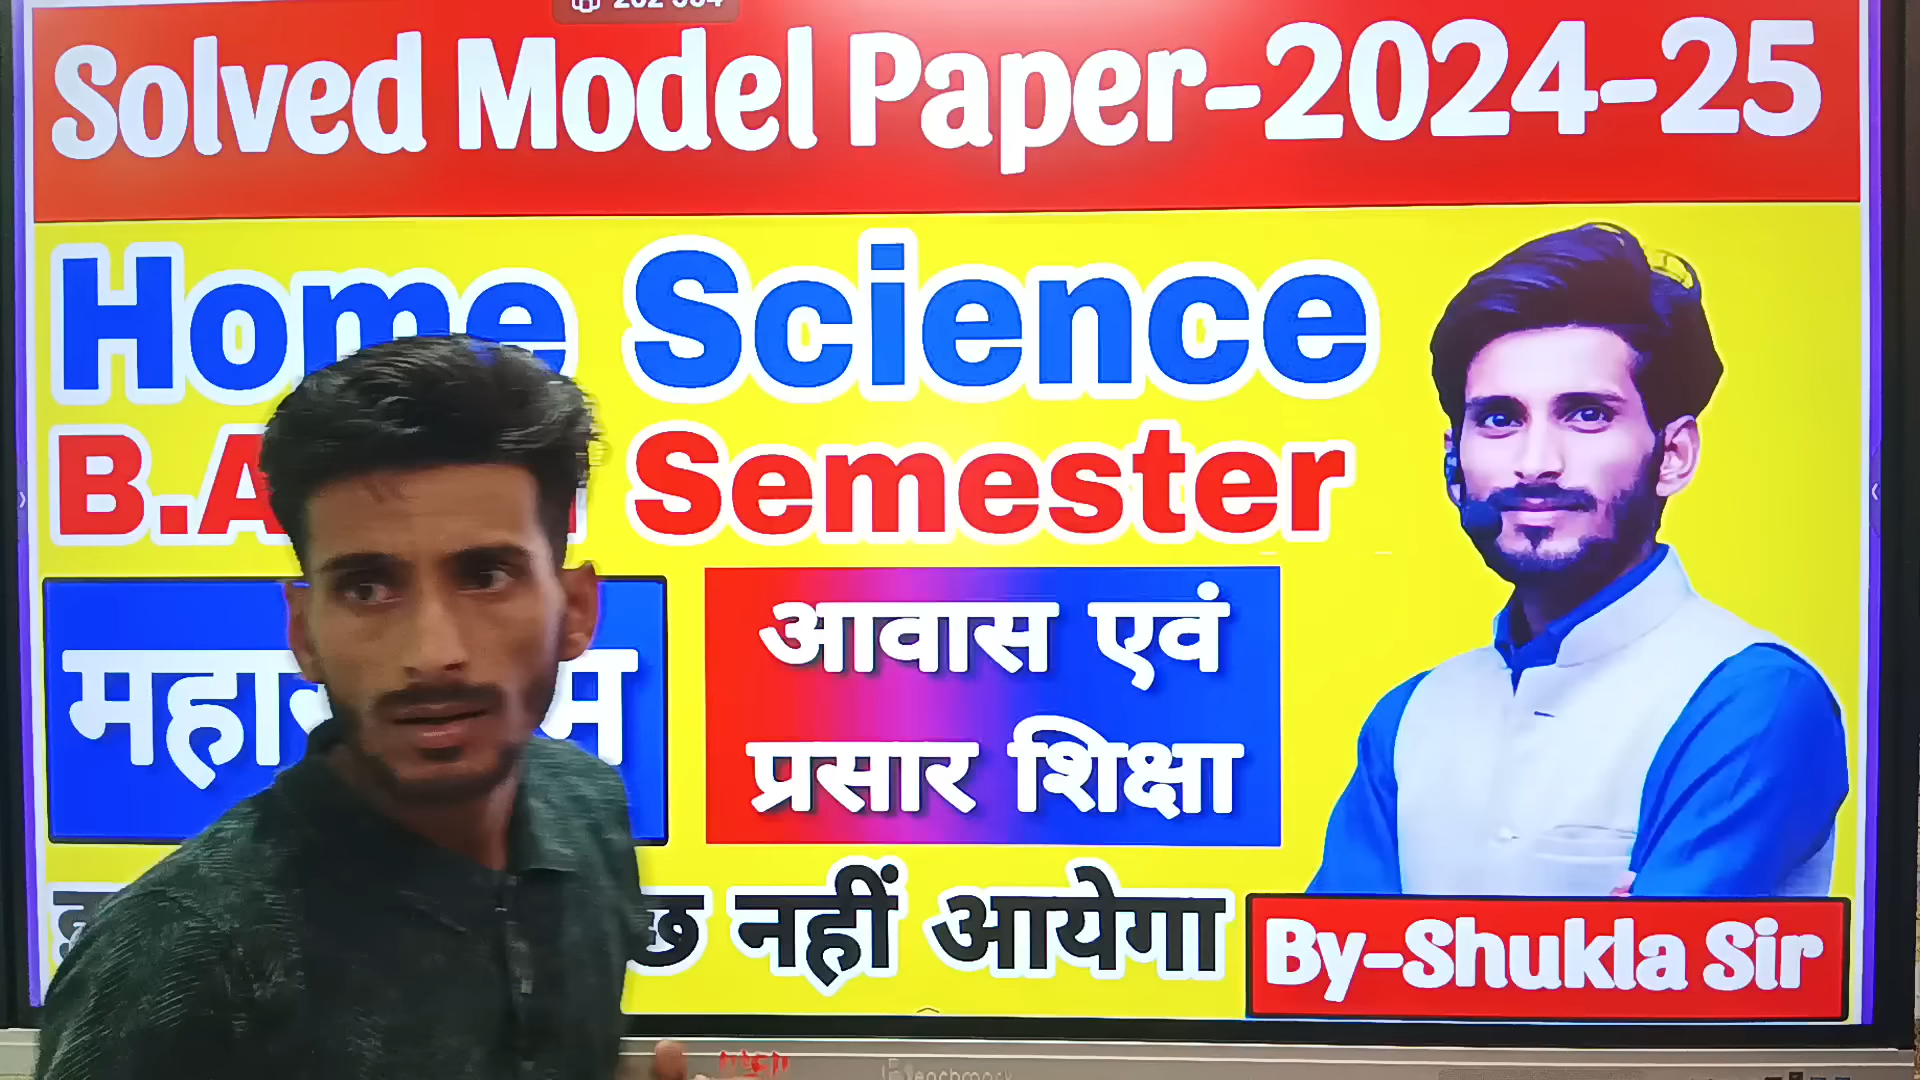 Solved Model Paper-2024-25
Home Science
Semester
आवास एवं
प्रसार शिक्षा
नहीं आयेगा
By-Shukla Sir